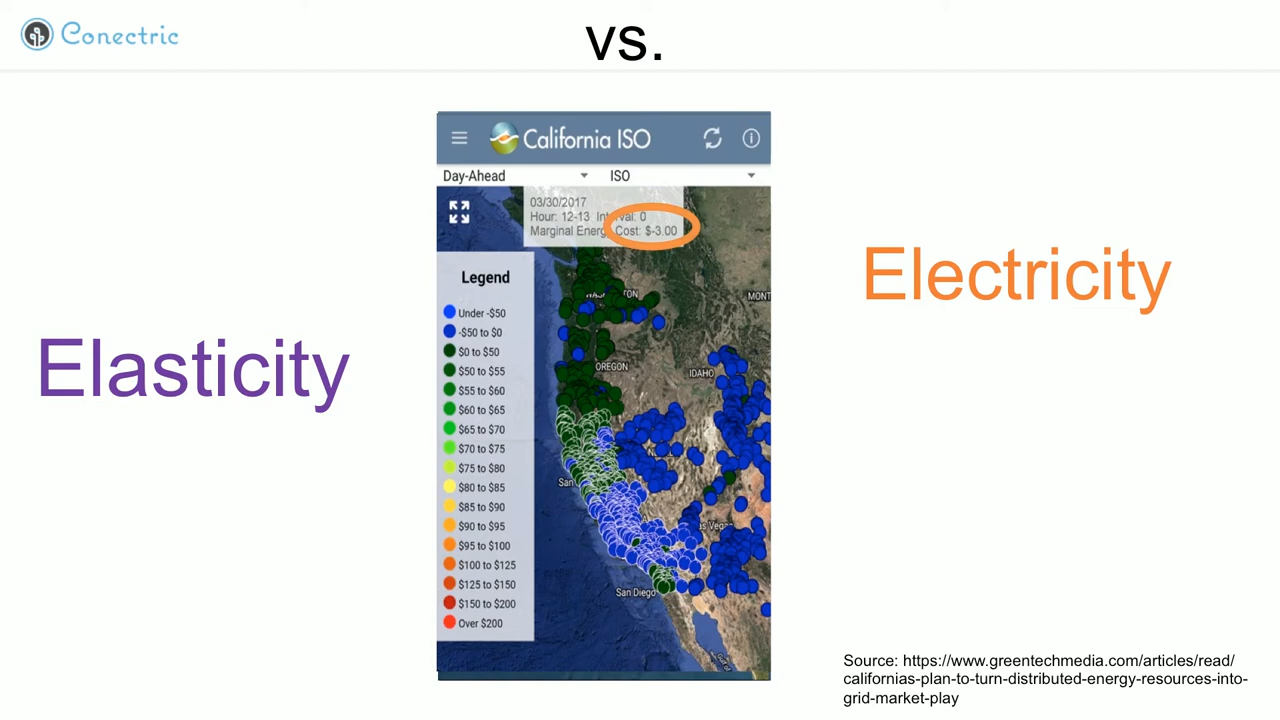 Conectric
vs.
California ISO
Day-Ahead
ISO
03/30/2017
Hour: 12-13 Interval: 0
Marginal Energy Cost: $-3.00
Legend
Under -$50
-$50 to $0
$0 to $50
$50 to $55
$55 to $60
$60 to $65
$65 to $70
$70 to $75
$75 to $80
$80 to $85
$85 to $90
$90 to $95
$95 to $100
$100 to $125
$125 to $150
$150 to $200
Over $200
MONT
OREGON
IDAHO
San
as Vegas
San Diego
Elasticity
Electricity
Source: https://www.greentechmedia.com/articles/read/
californias-plan-to-turn-distributed-energy-resources-into-
grid-market-play